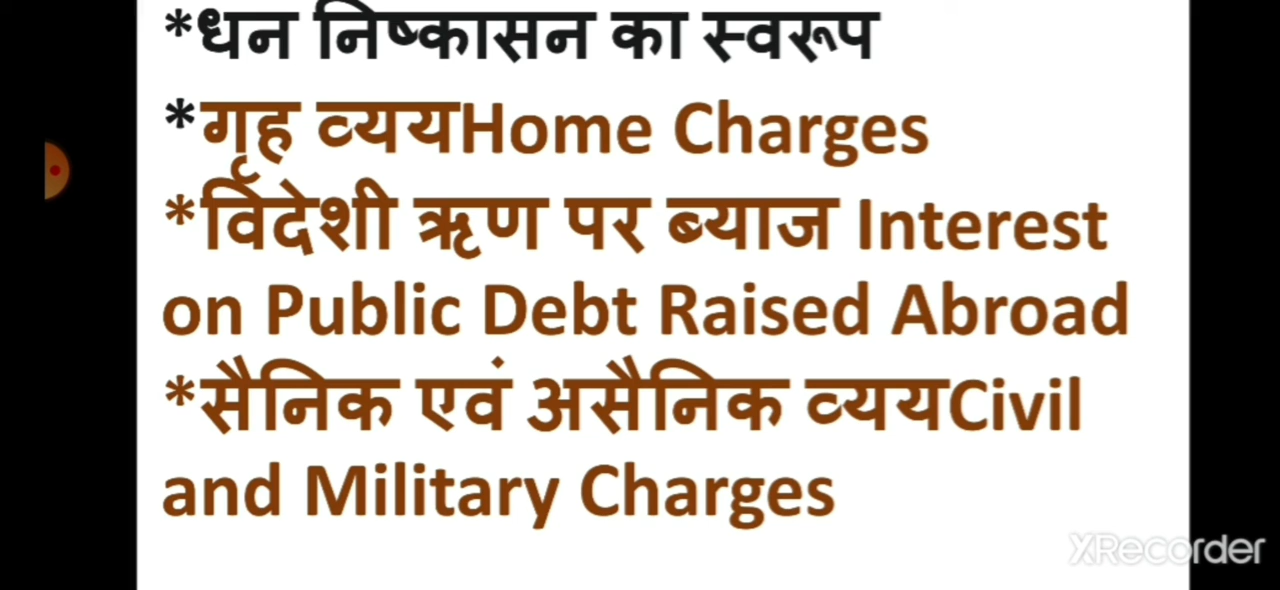 *धन निष्कासन का स्वरूप
*गृह व्ययHome Charges
*विदेशी ऋण पर ब्याज Interest
on Public Debt Raised Abroad
*सैनिक एवं असैनिक व्ययCivil
and Military Charges
XRecorder